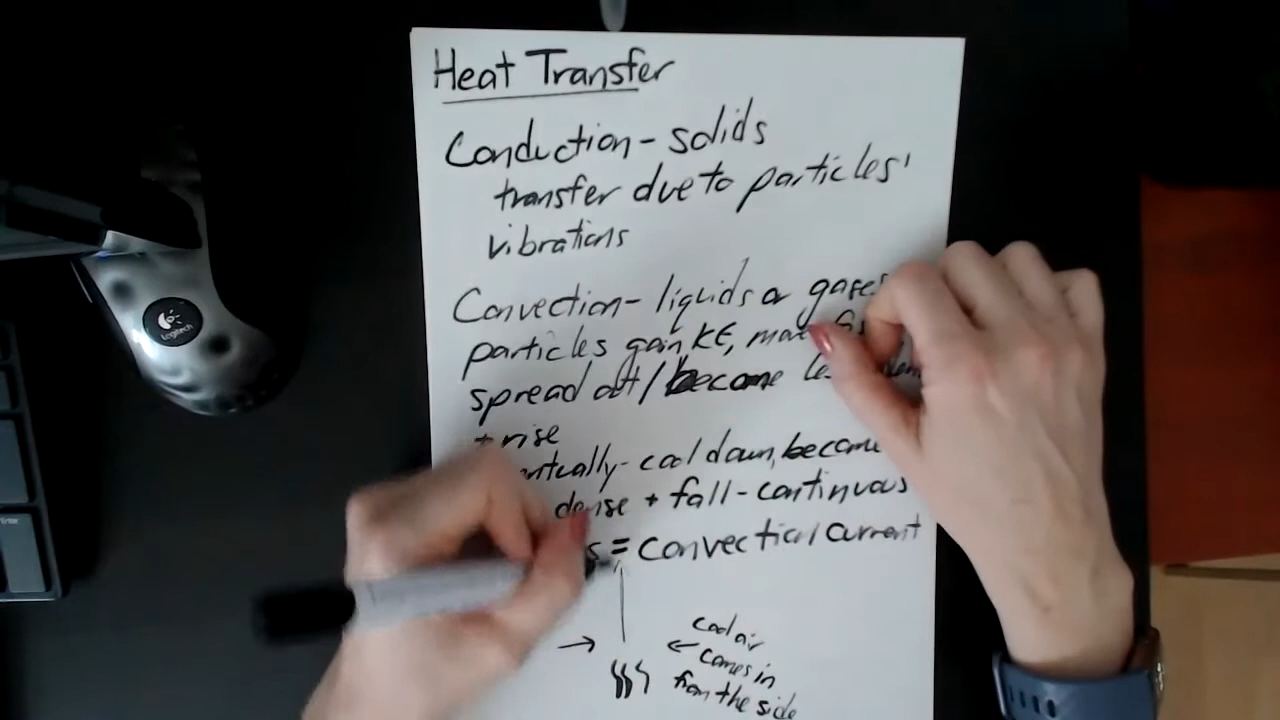 Heat Transfer
Conduction - solids
transfer due to particles'
vibrations
Convection - liquids or gases
particles gain KE, move
spread out / become
+ rise
cool down, become
dense + fall - continuous
= convection current
→ ← cool air
comes in
from the side
Logitech
Enter